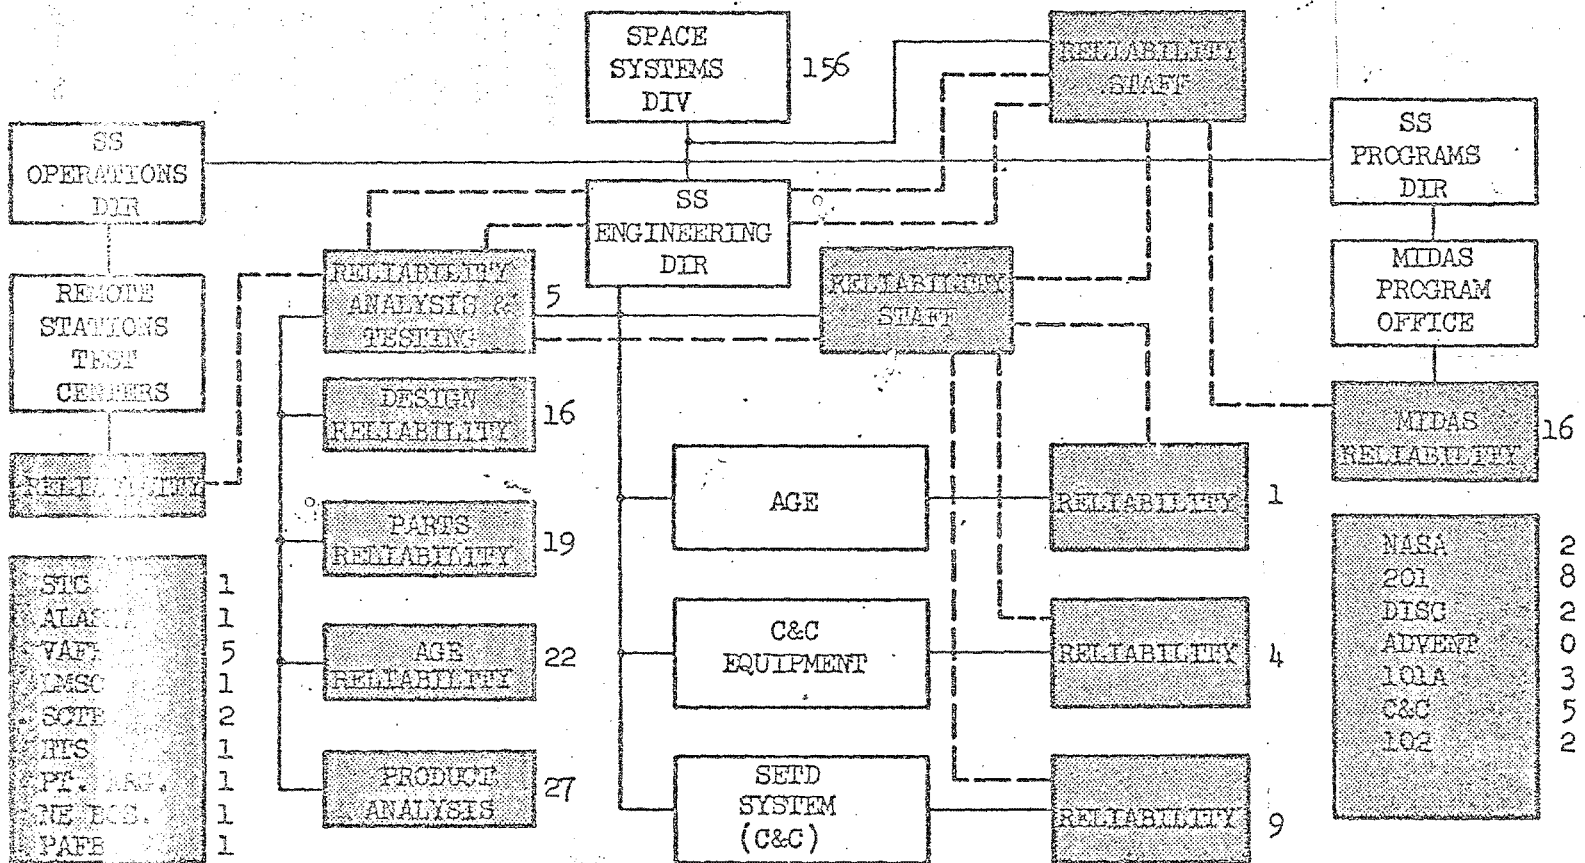 SPACE
SYSTEMS
DIV
156
RELIABILITY
STAFF
SS
OPERATIONS
DIR
SS
PROGRAMS
DIR
SS
ENGINEERING
DIR
REMOTE
STATIONS
TEST
CENTERS
RELIABILITY
ANALYSIS &
TESTING
5
RELIABILITY
STAFF
MIDAS
PROGRAM
OFFICE
DESIGN
RELIABILITY
16
MIDAS
RELIABILITY
16
RELIABILITY
AGE
RELIABILITY
1
PARTS
RELIABILITY
19
C&C
EQUIPMENT
RELIABILITY
4
AGE
RELIABILITY
22
SETD
SYSTEM
(C&C)
RELIABILITY
9
PRODUCT
ANALYSIS
27
STC 1
1
5
LMSC 1
2
1
PT. 1
NE 1
PAFB 1
NASA 2
201 8
DISC 2
ADVENT 0
101A 3
C&C 5
102 2